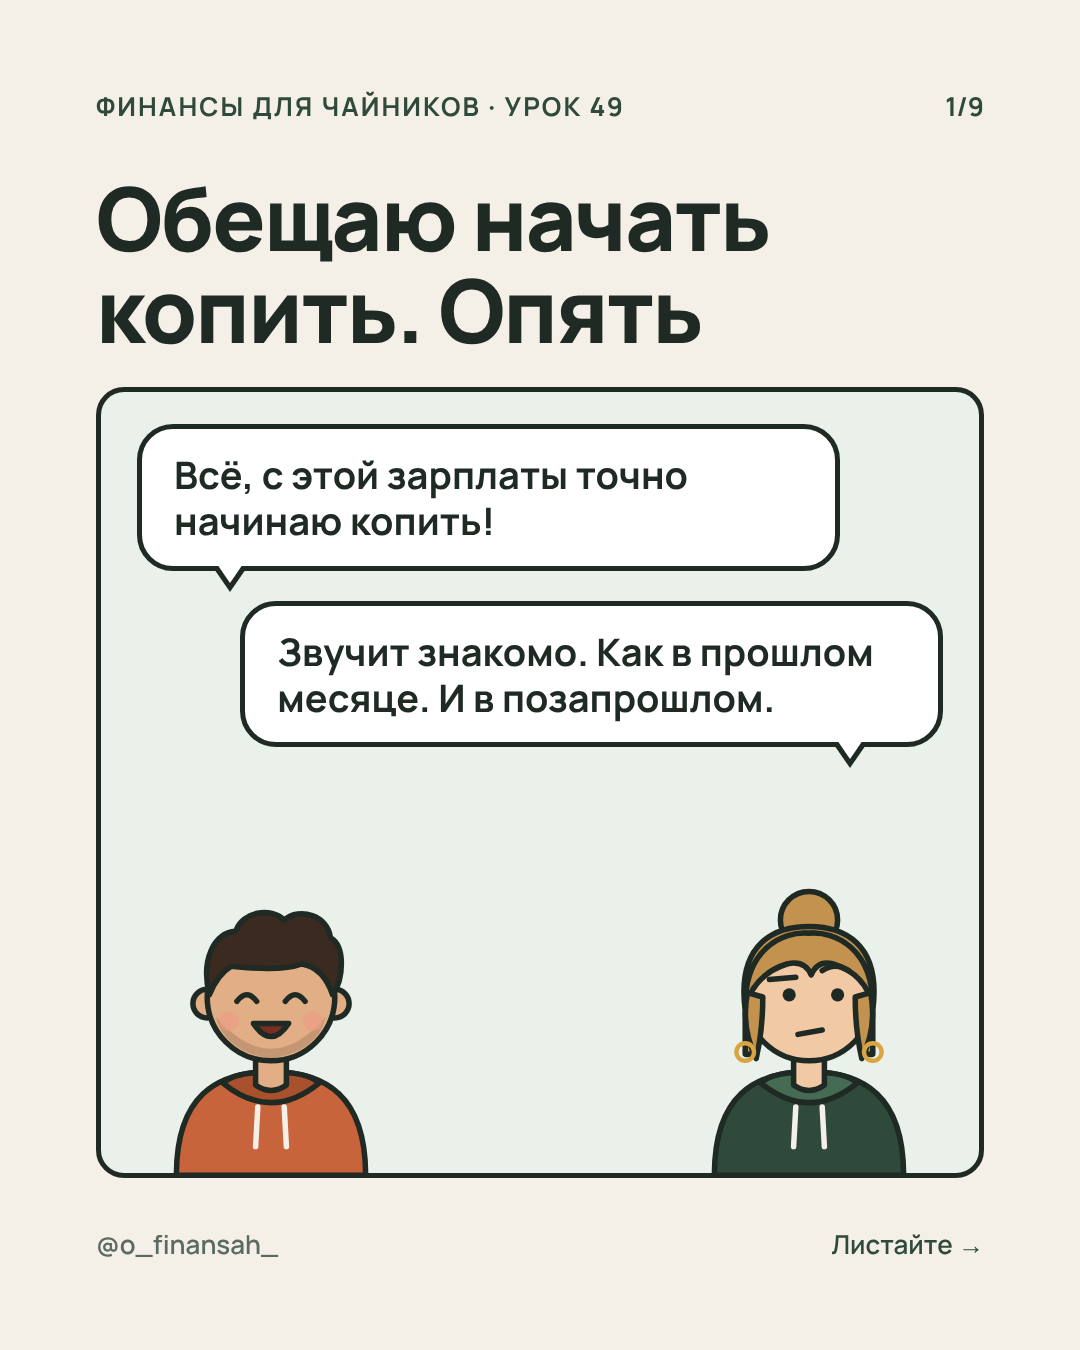 ФИНАНСЫ ДЛЯ ЧАЙНИКОВ · УРОК 49
1/9
Обещаю начать
копить. Опять
Всё, с этой зарплаты точно
начинаю копить!
Звучит знакомо. Как в прошлом
месяце. И в позапрошлом.
@o_finansah_
Листайте →